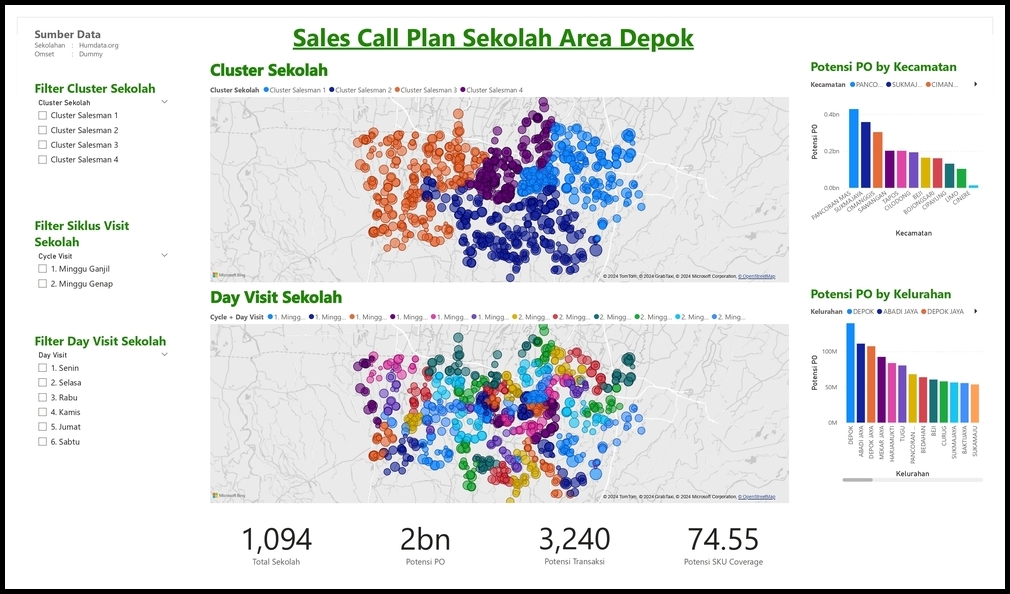 Sumber Data
Sekolahan : Humdata.org
Omset : Dummy
Sales Call Plan Sekolah Area Depok
Filter Cluster Sekolah
Cluster Sekolah
Cluster Salesman 1
Cluster Salesman 2
Cluster Salesman 3
Cluster Salesman 4
Filter Siklus Visit
Sekolah
Cycle Visit
1. Minggu Ganjil
2. Minggu Genap
Filter Day Visit Sekolah
Day Visit
1. Senin
2. Selasa
3. Rabu
4. Kamis
5. Jumat
6. Sabtu
Cluster Sekolah
Cluster Sekolah Cluster Salesman 1 Cluster Salesman 2 Cluster Salesman 3 Cluster Salesman 4
Microsoft Bing
© 2024 TomTom, © 2024 GrabTaxi, © 2024 Microsoft Corporation, © OpenStreetMap
Day Visit Sekolah
Cycle + Day Visit 1. Mingg... 1. Mingg... 1. Mingg... 1. Mingg... 1. Mingg... 1. Mingg... 2. Mingg... 2. Mingg... 2. Mingg... 2. Mingg... 2. Ming... 2. Ming...
Microsoft Bing
© 2024 TomTom, © 2024 GrabTaxi, © 2024 Microsoft Corporation, © OpenStreetMap
1,094
Total Sekolah
2bn
Potensi PO
3,240
Potensi Transaksi
74.55
Potensi SKU Coverage
Potensi PO by Kecamatan
Kecamatan PANCO... SUKMAJ... CIMAN...
Potensi PO
0.4bn
0.2bn
0.0bn
PANCORAN MAS
SUKMAJAYA
CIMANGGIS
SAWANGAN
TAPOS
CILODONG
BEJI
BOJONGSARI
CIPAYUNG
LIMO
CINERE
Kecamatan
Potensi PO by Kelurahan
Kelurahan DEPOK ABADI JAYA DEPOK JAYA
Potensi PO
100M
50M
0M
DEPOK
ABADI JAYA
DEPOK JAYA
MEKAR JAYA
HARJAMUKTI
TUGU
PANCORAN ...
BEDAHAN
BEJI
CURUG
SUKMAJAYA
BAKTIJAYA
SUKAMAJU
Kelurahan